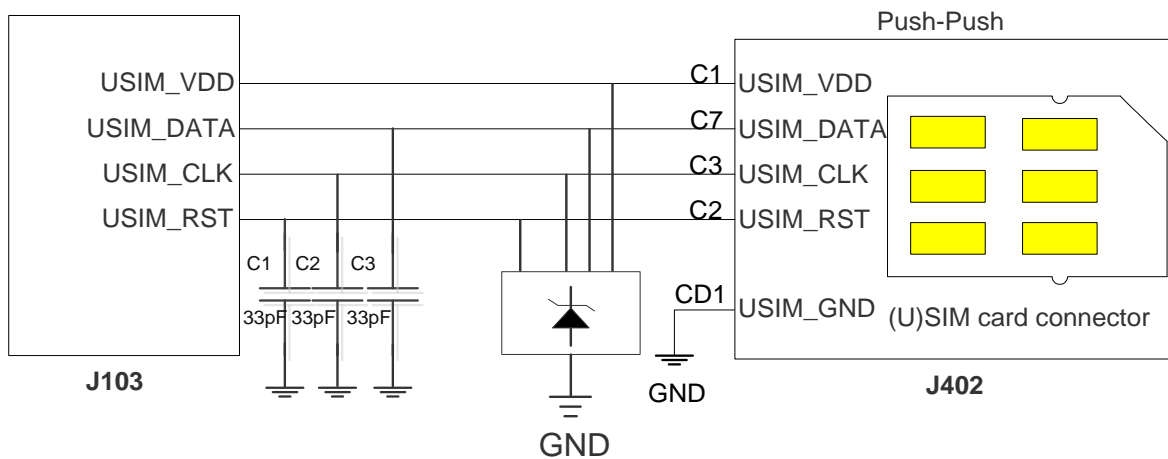 Push-Push
USIM_VDD
USIM_DATA
USIM_CLK
USIM_RST
C1
C7
C3
C2
USIM_VDD
USIM_DATA
USIM_CLK
USIM_RST
C1 C2 C3
33pF 33pF 33pF
CD1
USIM_GND
(U)SIM card connector
GND
GND
J103
J402